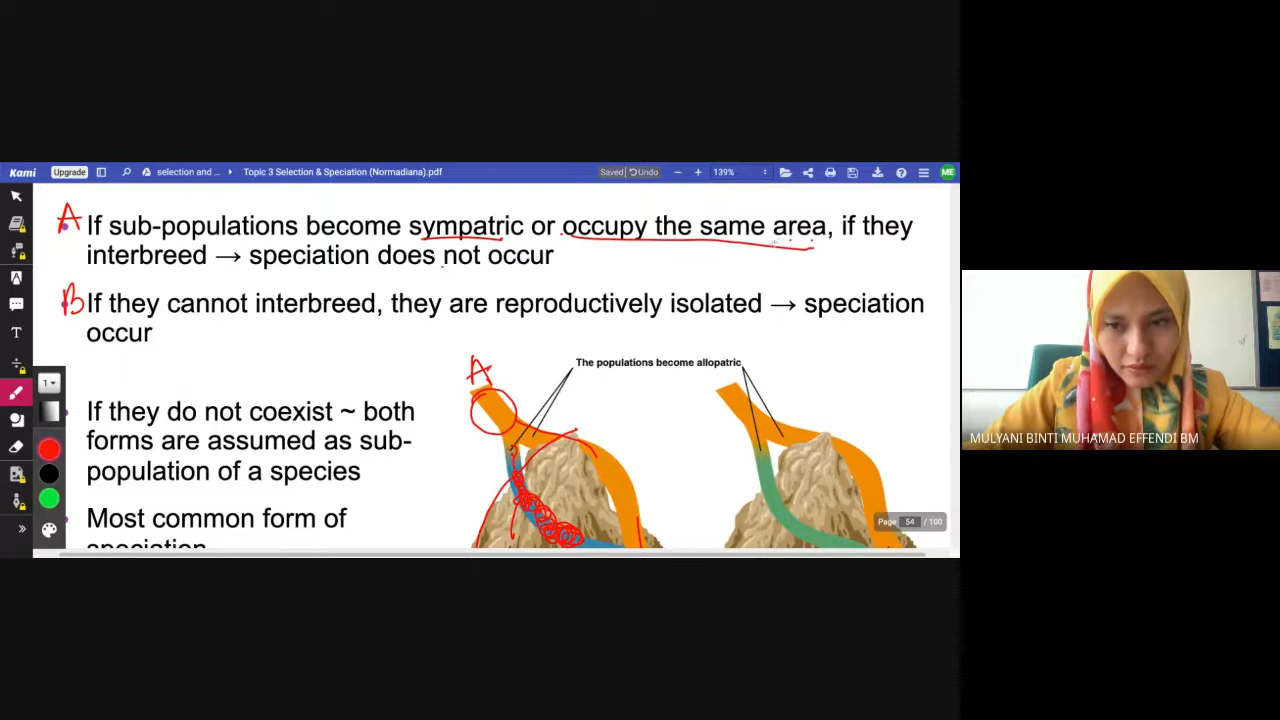 Kami
Upgrade
selection and ...
Topic 3 Selection & Speciation (Normadiana).pdf
Saved
Undo
139%
ME
A
If sub-populations become sympatric or occupy the same area, if they
interbreed → speciation does not occur
B
If they cannot interbreed, they are reproductively isolated → speciation
occur
The populations become allopatric
A
1
If they do not coexist ~ both
forms are assumed as sub-
population of a species
Most common form of
speciation
Page 54 / 100
MULYANI BINTI MUHAMAD EFFENDI BM